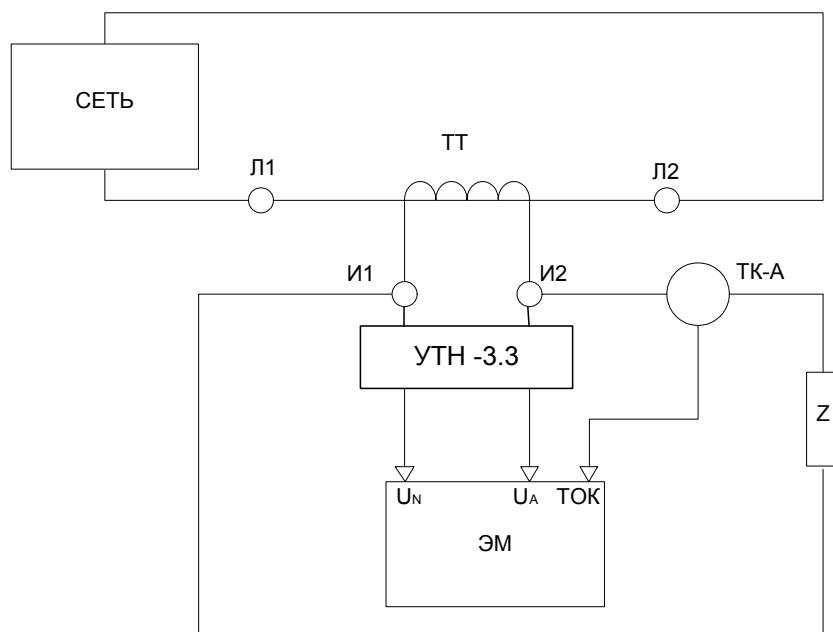 СЕТЬ
ТТ
Л1
Л2
И1
И2
ТК-А
УТН -3.3
Z
UN
UA
ТОК
ЭМ